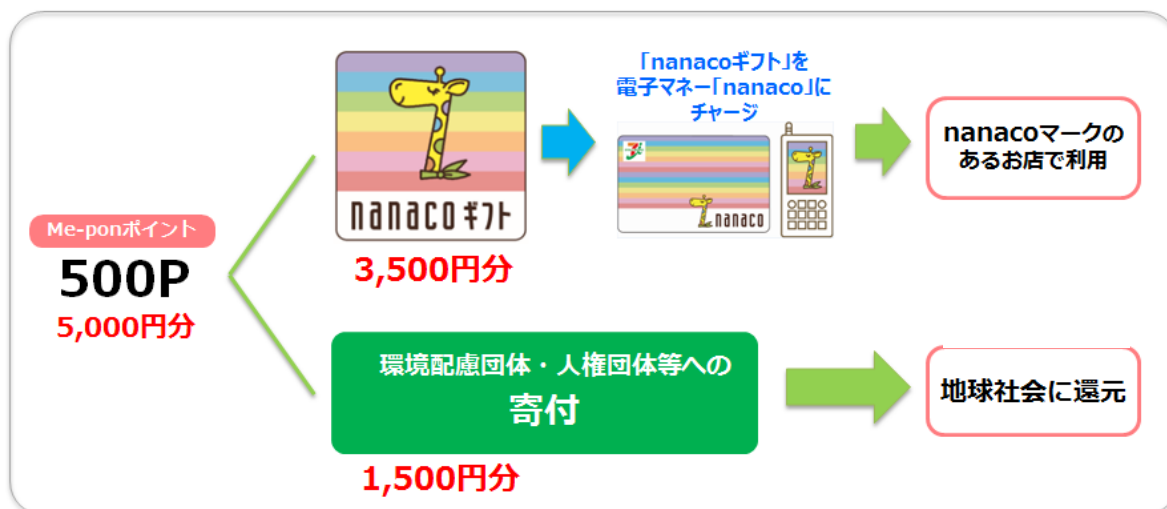 Me-ponポイント
500P
5,000円分
nanacoギフト
3,500円分
「nanacoギフト」を
電子マネー「nanaco」に
チャージ
nanaco
nanacoマークの
あるお店で利用
環境配慮団体・人権団体等への
寄付
1,500円分
地球社会に還元